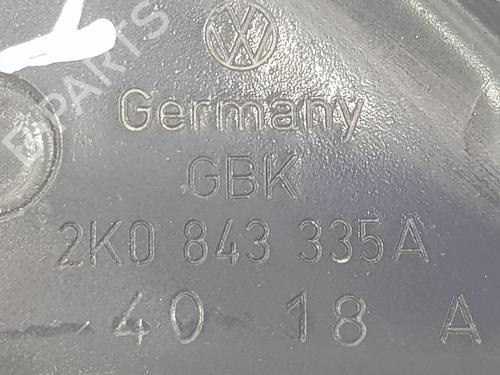 B-PARTS
VW
Germany
GBK
2K0 843 335A
40 18 A